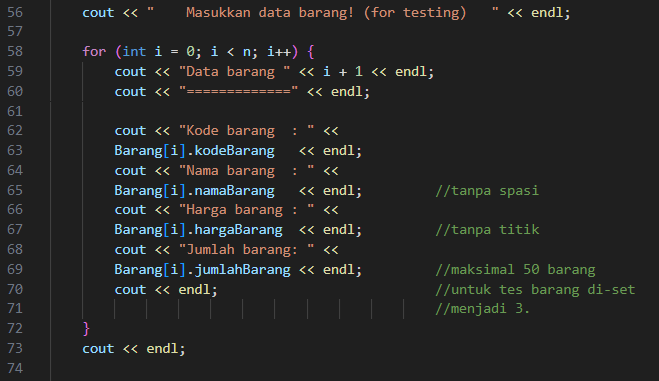 56 cout << "    Masukkan data barang! (for testing)   " << endl;
57
58 for (int i = 0; i < n; i++) {
59     cout << "Data barang " << i + 1 << endl;
60     cout << "=============" << endl;
61
62     cout << "Kode barang  : " <<
63     Barang[i].kodeBarang   << endl;
64     cout << "Nama barang  : " <<
65     Barang[i].namaBarang   << endl;         //tanpa spasi
66     cout << "Harga barang : " <<
67     Barang[i].hargaBarang  << endl;         //tanpa titik
68     cout << "Jumlah barang: " <<
69     Barang[i].jumlahBarang << endl;         //maksimal 50 barang
70     cout << endl;                           //untuk tes barang di-set
71                                             //menjadi 3.
72 }
73 cout << endl;
74